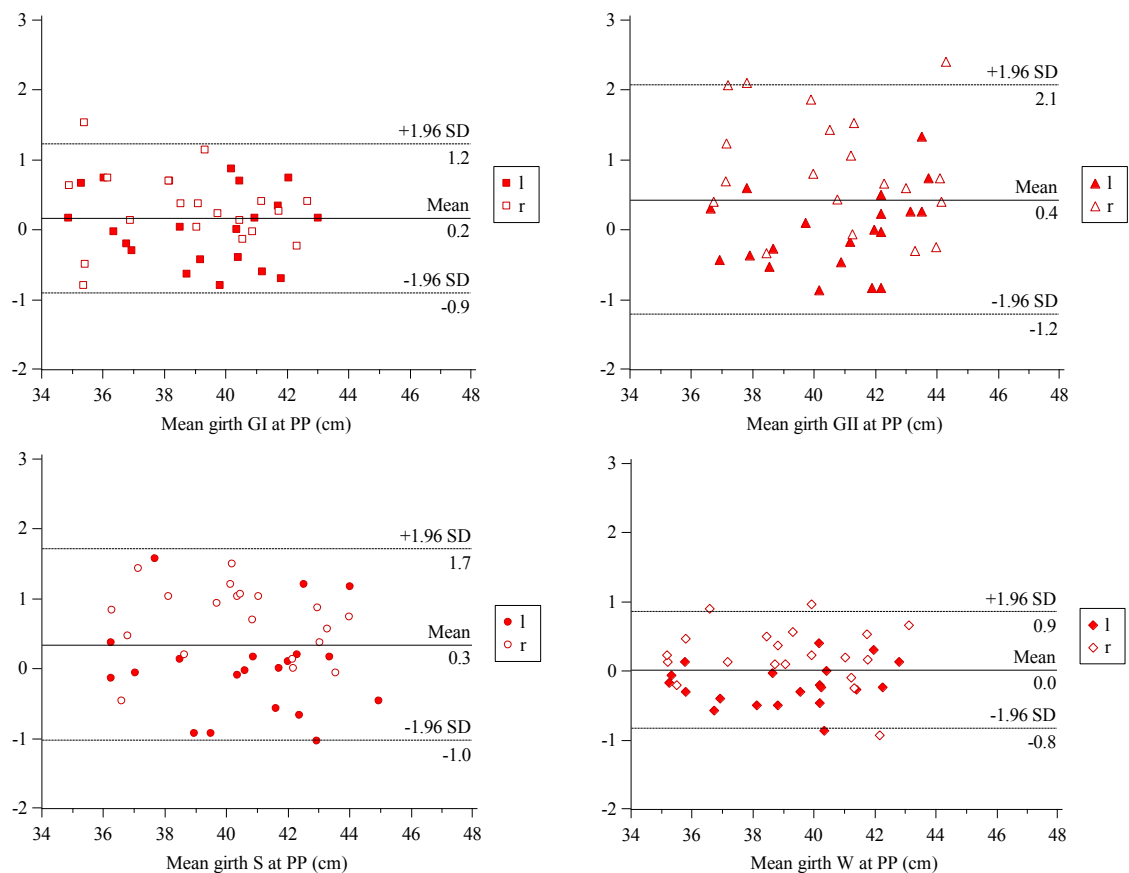 3
2
1
0
-1
-2
34 36 38 40 42 44 46 48
Mean girth GI at PP (cm)
+1.96 SD
1.2
Mean
0.2
-1.96 SD
-0.9
l
r
3
2
1
0
-1
-2
34 36 38 40 42 44 46 48
Mean girth GII at PP (cm)
+1.96 SD
2.1
Mean
0.4
-1.96 SD
-1.2
l
r
3
2
1
0
-1
-2
34 36 38 40 42 44 46 48
Mean girth S at PP (cm)
+1.96 SD
1.7
Mean
0.3
-1.96 SD
-1.0
l
r
3
2
1
0
-1
-2
34 36 38 40 42 44 46 48
Mean girth W at PP (cm)
+1.96 SD
0.9
Mean
0.0
-1.96 SD
-0.8
l
r